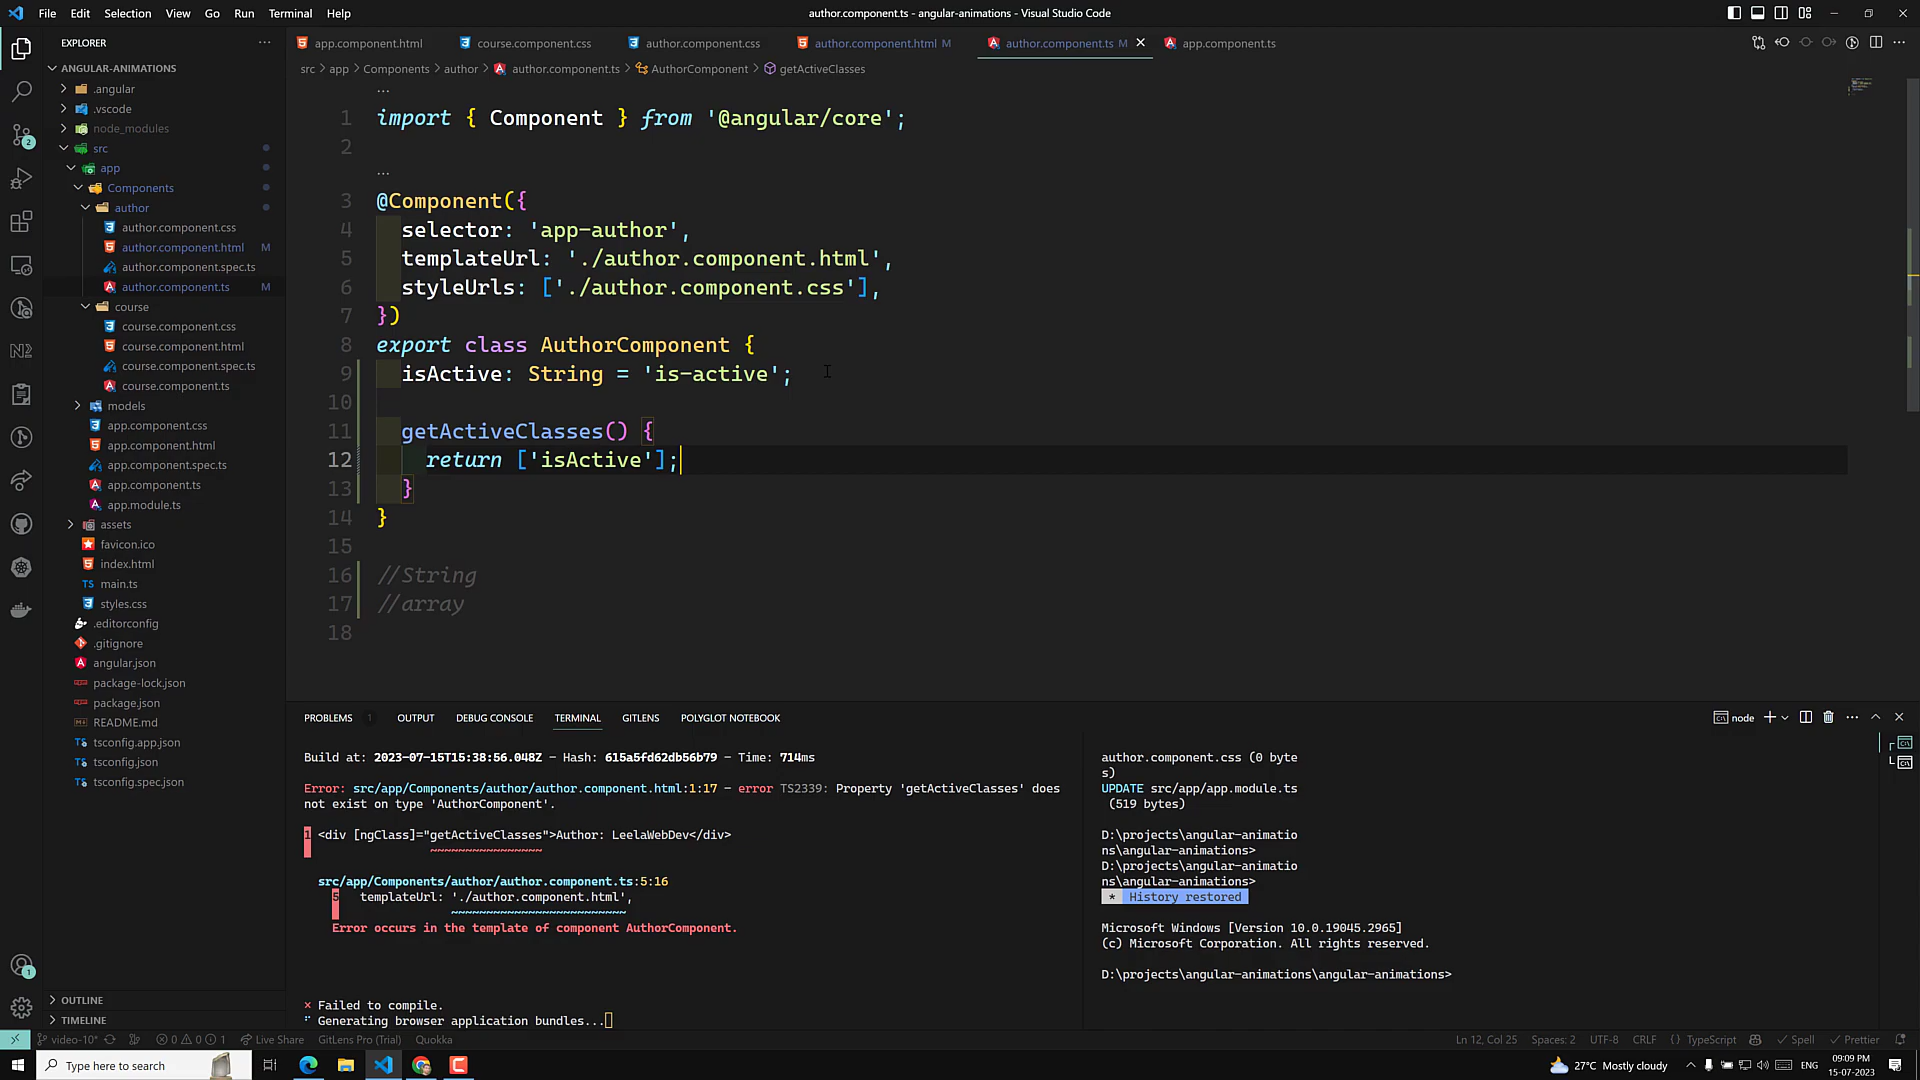 File Edit Selection View Go Run Terminal Help
author.component.ts - angular-animations - Visual Studio Code
EXPLORER
ANGULAR-ANIMATIONS
.angular
.vscode
node_modules
src
app
Components
author
author.component.css
author.component.html M
author.component.spec.ts
author.component.ts M
course
course.component.css
course.component.html
course.component.spec.ts
course.component.ts
models
app.component.css
app.component.html
app.component.spec.ts
app.component.ts
app.module.ts
assets
favicon.ico
index.html
main.ts
styles.css
.editorconfig
.gitignore
angular.json
package-lock.json
package.json
README.md
tsconfig.app.json
tsconfig.json
tsconfig.spec.json
OUTLINE
TIMELINE
app.component.html course.component.css author.component.css author.component.html M author.component.ts M app.component.ts
src > app > Components > author > author.component.ts > AuthorComponent > getActiveClasses
1 import { Component } from '@angular/core';
2
3 @Component({
4 selector: 'app-author',
5 templateUrl: './author.component.html',
6 styleUrls: ['./author.component.css'],
7 })
8 export class AuthorComponent {
9 isActive: String = 'is-active';
10
11 getActiveClasses() {
12 return ['isActive'];
13 }
14 }
15
16 //String
17 //array
18
PROBLEMS 1 OUTPUT DEBUG CONSOLE TERMINAL GITLENS POLYGLOT NOTEBOOK
node
Build at: 2023-07-15T15:38:56.048Z - Hash: 615a5fd62db56b79 - Time: 714ms
Error: src/app/Components/author/author.component.html:1:17 - error TS2339: Property 'getActiveClasses' does
not exist on type 'AuthorComponent'.
1 <div [ngClass]="getActiveClasses">Author: LeelaWebDev</div>
~~~~~~~~~~~~~~~~
src/app/Components/author/author.component.ts:5:16
5 templateUrl: './author.component.html',
~~~~~~~~~~~~~~~~~~~~~~~~~
Error occurs in the template of component AuthorComponent.
× Failed to compile.
Generating browser application bundles...
author.component.css (0 byte
s)
UPDATE src/app/app.module.ts
(519 bytes)
D:\projects\angular-animatio
ns\angular-animations>
D:\projects\angular-animatio
ns\angular-animations>
* History restored
Microsoft Windows [Version 10.0.19045.2965]
(c) Microsoft Corporation. All rights reserved.
D:\projects\angular-animations\angular-animations>
video-10* 0 0 1 Live Share GitLens Pro (Trial) Quokka
Ln 12, Col 25 Spaces: 2 UTF-8 CRLF { } TypeScript Spell Prettier
Type here to search
27°C Mostly cloudy ENG
09:09 PM
15-07-2023